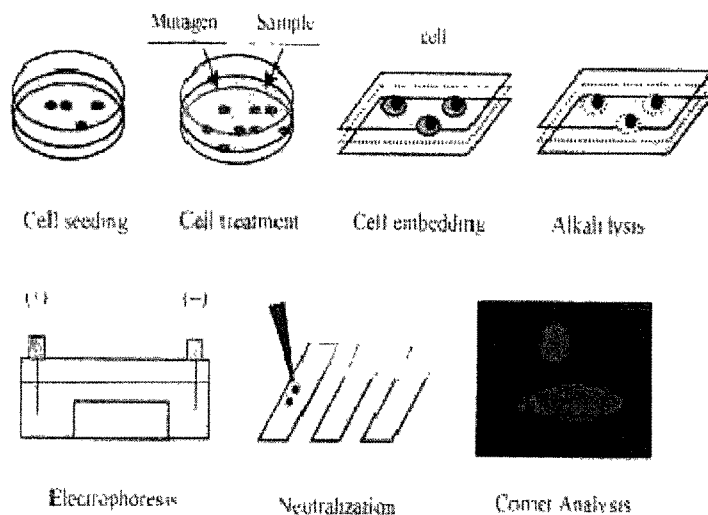 Mutagen Sample
cell
Cell seeding Cell treatment Cell embedding Alkali lysis
(+) (−)
Electrophoresis Neutralization Comet Analysis